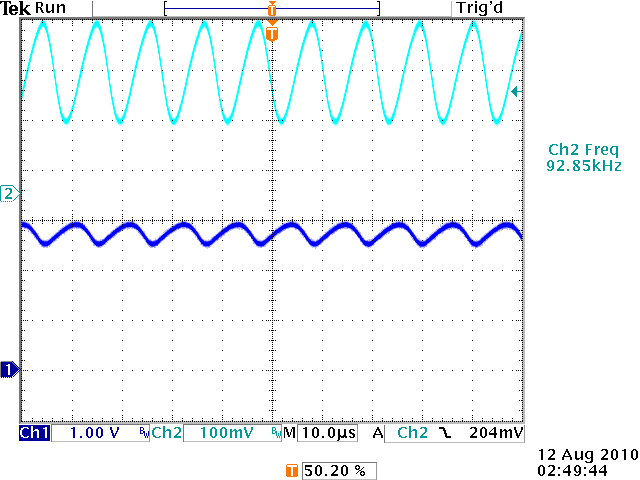 Tek Run Trig'd
T
T
Ch2 Freq
92.85kHz
2
1
Ch1 1.00 V BW Ch2 100mV BW M 10.0µs A Ch2 204mV
T 50.20 %
12 Aug 2010
02:49:44